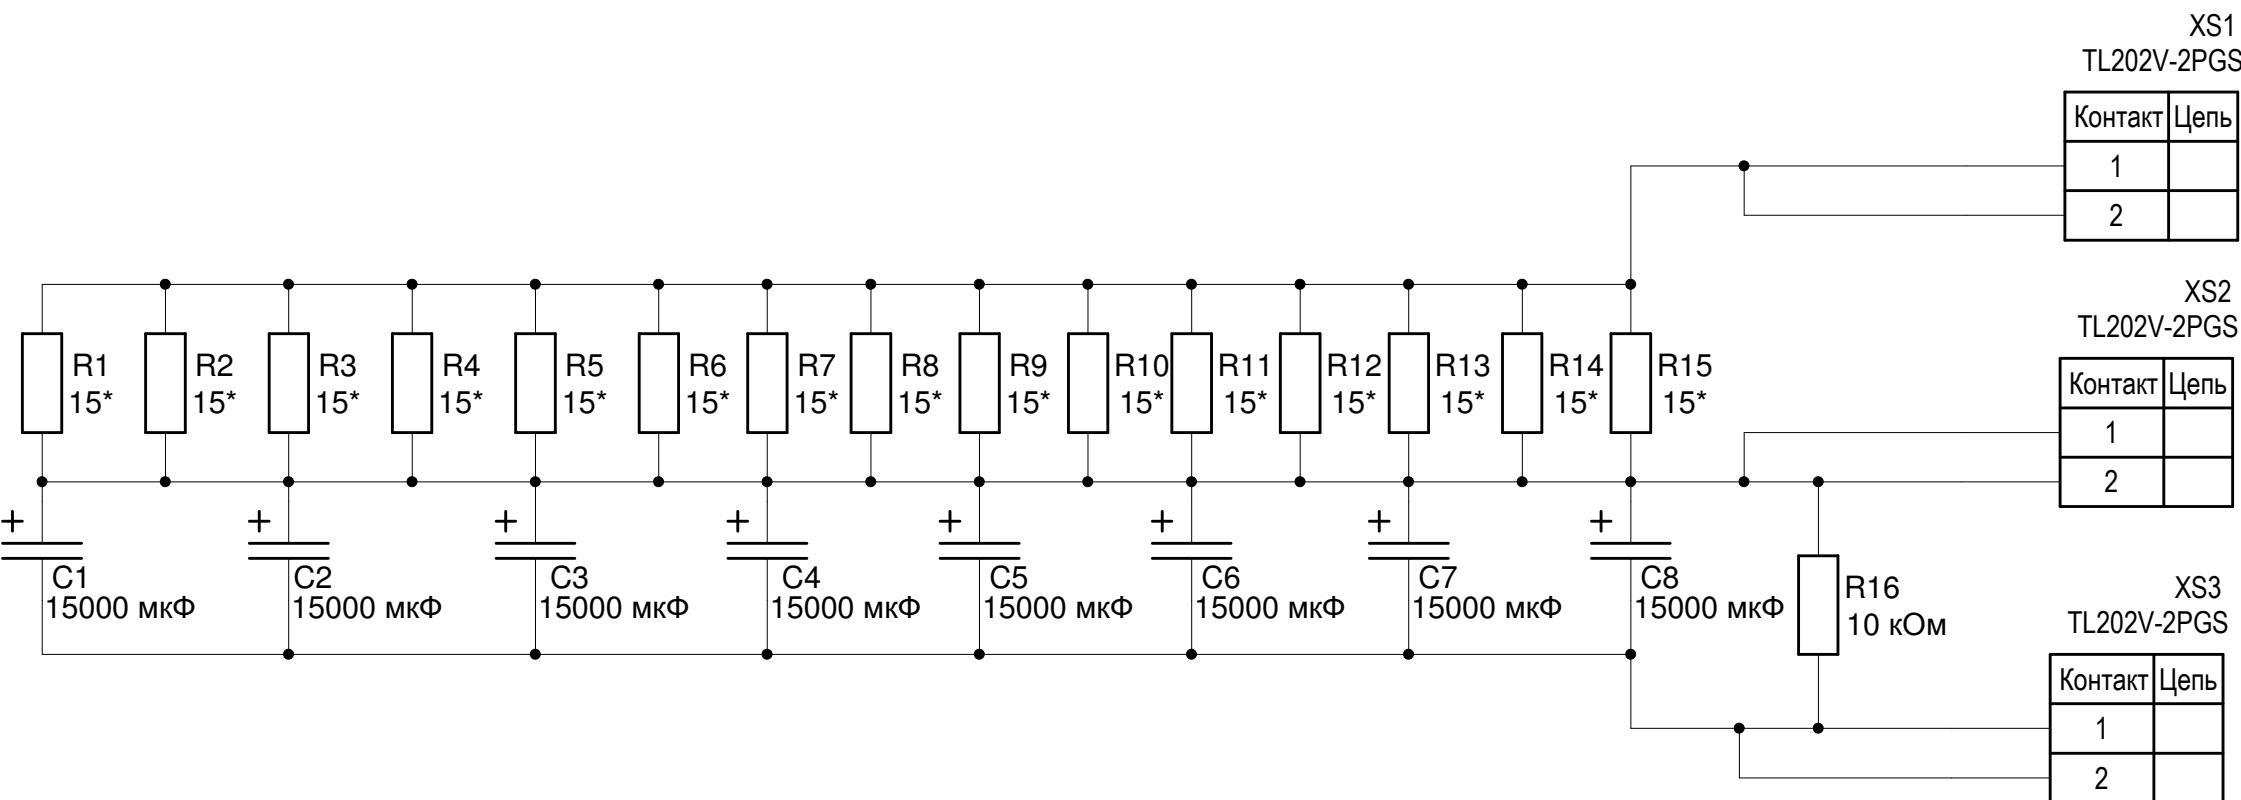 XS1
TL202V-2PGS
Контакт Цепь
1
2
XS2
TL202V-2PGS
Контакт Цепь
1
2
R1 R2 R3 R4 R5 R6 R7 R8 R9 R10 R11 R12 R13 R14 R15
15* 15* 15* 15* 15* 15* 15* 15* 15* 15* 15* 15* 15* 15* 15*
+ + + + + + + +
C1 C2 C3 C4 C5 C6 C7 C8
15000 мкФ 15000 мкФ 15000 мкФ 15000 мкФ 15000 мкФ 15000 мкФ 15000 мкФ 15000 мкФ
R16
10 кОм
XS3
TL202V-2PGS
Контакт Цепь
1
2